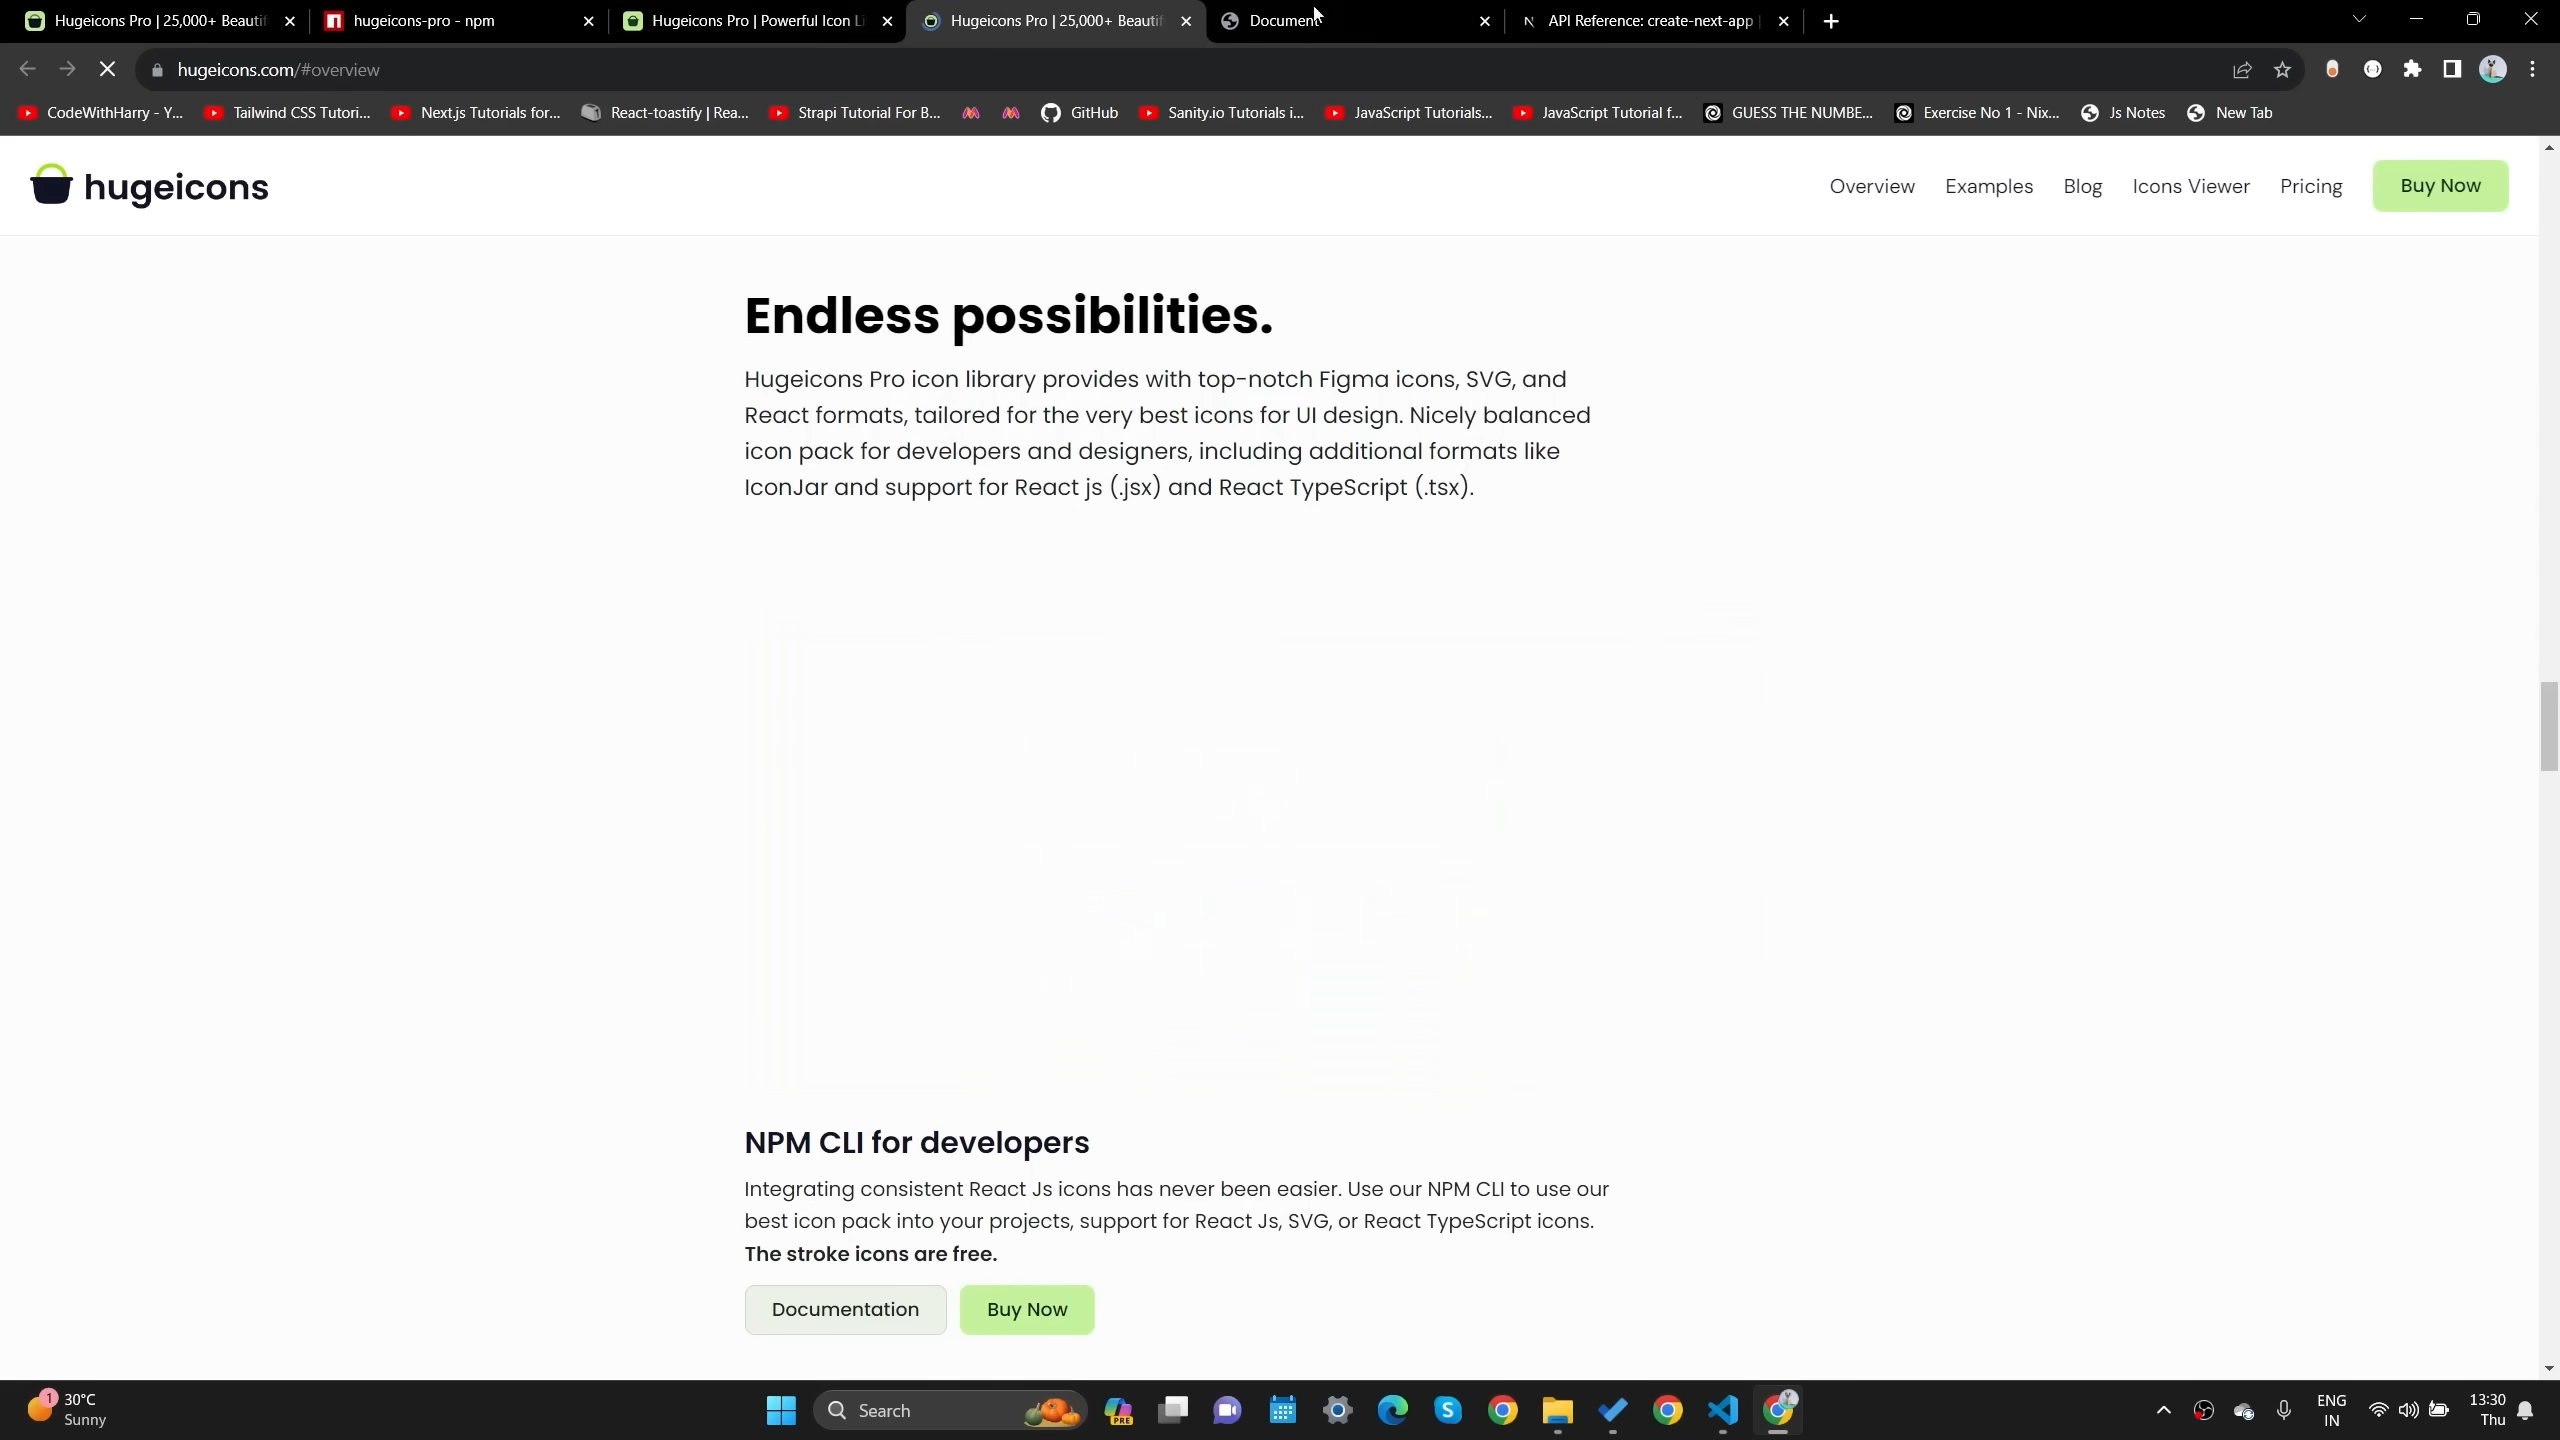 Hugeicons Pro | 25,000+ Beautif
hugeicons-pro - npm
Hugeicons Pro | Powerful Icon Li
Hugeicons Pro | 25,000+ Beautif
Document
API Reference: create-next-app |
hugeicons.com/#overview
CodeWithHarry - Y...
Tailwind CSS Tutori...
Next.js Tutorials for...
React-toastify | Rea...
Strapi Tutorial For B...
GitHub
Sanity.io Tutorials i...
JavaScript Tutorials...
JavaScript Tutorial f...
GUESS THE NUMBE...
Exercise No 1 - Nix...
Js Notes
New Tab
hugeicons
Overview
Examples
Blog
Icons Viewer
Pricing
Buy Now
Endless possibilities.
Hugeicons Pro icon library provides with top-notch Figma icons, SVG, and
React formats, tailored for the very best icons for UI design. Nicely balanced
icon pack for developers and designers, including additional formats like
IconJar and support for React js (.jsx) and React TypeScript (.tsx).
NPM CLI for developers
Integrating consistent React Js icons has never been easier. Use our NPM CLI to use our
best icon pack into your projects, support for React Js, SVG, or React TypeScript icons.
The stroke icons are free.
Documentation
Buy Now
1
30°C
Sunny
Search
PRE
ENG
IN
13:30
Thu